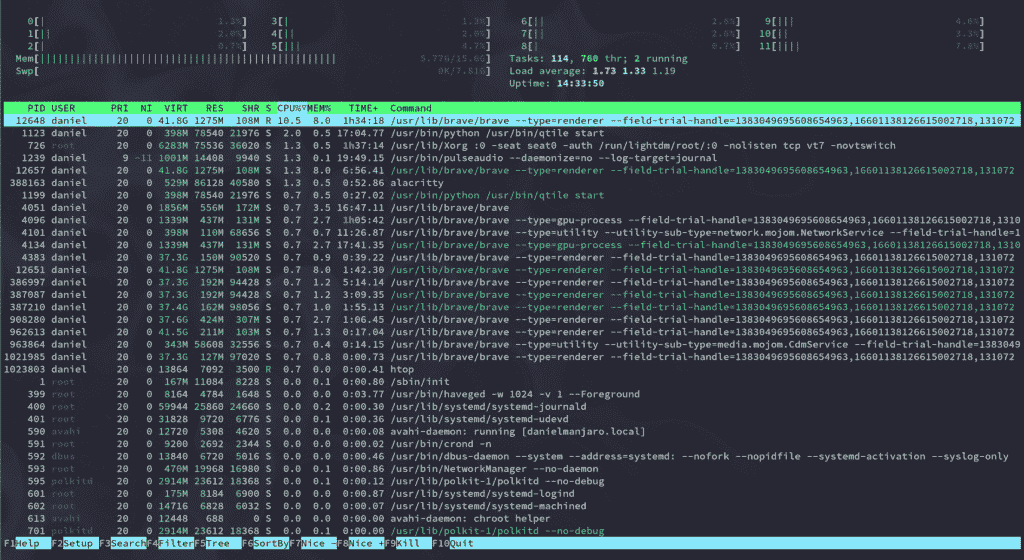 0[| 1.3%] 3[| 1.3%] 6[|| 2.6%] 9[||| 4.6%]
1[|| 2.0%] 4[|| 2.0%] 7[|| 2.6%] 10[|| 3.3%]
2[| 0.7%] 5[||| 4.7%] 8[| 0.7%] 11[|||| 7.8%]
Mem[ 5.77G/15.6G] Tasks: 114, 760 thr; 2 running
Swp[ 0K/7.81G] Load average: 1.73 1.33 1.19
Uptime: 14:33:50
PID USER PRI NI VIRT RES SHR S CPU%▽MEM% TIME+ Command
12648 daniel 20 0 41.8G 1275M 108M R 10.5 8.0 1h34:18 /usr/lib/brave/brave --type=renderer --field-trial-handle=1383049695608654963,16601138126615002718,131072
1123 daniel 20 0 398M 78540 21976 S 2.0 0.5 17:04.77 /usr/bin/python /usr/bin/qtile start
726 root 20 0 6283M 75536 36020 S 1.3 0.5 1h37:14 /usr/lib/Xorg :0 -seat seat0 -auth /run/lightdm/root/:0 -nolisten tcp vt7 -novtswitch
1239 daniel 9 -11 1001M 14408 9940 S 1.3 0.1 19:49.15 /usr/bin/pulseaudio --daemonize=no --log-target=journal
12657 daniel 20 0 41.8G 1275M 108M S 1.3 8.0 6:56.41 /usr/lib/brave/brave --type=renderer --field-trial-handle=1383049695608654963,16601138126615002718,131072
388163 daniel 20 0 529M 86128 40580 S 1.3 0.5 0:52.86 alacritty
1199 daniel 20 0 398M 78540 21976 S 0.7 0.5 0:27.02 /usr/bin/python /usr/bin/qtile start
4051 daniel 20 0 1856M 556M 172M S 0.7 3.5 16:47.11 /usr/lib/brave/brave
4096 daniel 20 0 1339M 437M 131M S 0.7 2.7 1h05:42 /usr/lib/brave/brave --type=gpu-process --field-trial-handle=1383049695608654963,16601138126615002718,1310
4101 daniel 20 0 398M 110M 68656 S 0.7 0.7 11:26.87 /usr/lib/brave/brave --type=utility --utility-sub-type=network.mojom.NetworkService --field-trial-handle=1
4134 daniel 20 0 1339M 437M 131M S 0.7 2.7 17:41.35 /usr/lib/brave/brave --type=gpu-process --field-trial-handle=1383049695608654963,16601138126615002718,1310
4383 daniel 20 0 37.3G 150M 90520 S 0.7 0.9 0:39.22 /usr/lib/brave/brave --type=renderer --field-trial-handle=1383049695608654963,16601138126615002718,131072
12651 daniel 20 0 41.8G 1275M 108M S 0.7 8.0 1:42.30 /usr/lib/brave/brave --type=renderer --field-trial-handle=1383049695608654963,16601138126615002718,131072
386997 daniel 20 0 37.3G 192M 94428 S 0.7 1.2 5:14.14 /usr/lib/brave/brave --type=renderer --field-trial-handle=1383049695608654963,16601138126615002718,131072
387087 daniel 20 0 37.3G 192M 94428 S 0.7 1.2 3:09.35 /usr/lib/brave/brave --type=renderer --field-trial-handle=1383049695608654963,16601138126615002718,131072
387210 daniel 20 0 37.4G 162M 98056 S 0.7 1.0 1:55.13 /usr/lib/brave/brave --type=renderer --field-trial-handle=1383049695608654963,16601138126615002718,131072
908280 daniel 20 0 37.6G 424M 307M S 0.7 2.7 1:06.45 /usr/lib/brave/brave --type=renderer --field-trial-handle=1383049695608654963,16601138126615002718,131072
962613 daniel 20 0 41.5G 211M 103M S 0.7 1.3 0:17.04 /usr/lib/brave/brave --type=renderer --field-trial-handle=1383049695608654963,16601138126615002718,131072
963864 daniel 20 0 343M 58608 32556 S 0.7 0.4 0:14.15 /usr/lib/brave/brave --type=utility --utility-sub-type=media.mojom.CdmService --field-trial-handle=1383049
1021985 daniel 20 0 37.3G 127M 97020 S 0.7 0.8 0:00.73 /usr/lib/brave/brave --type=renderer --field-trial-handle=1383049695608654963,16601138126615002718,131072
1023803 daniel 20 0 13864 7092 3500 R 0.7 0.0 0:00.41 htop
1 root 20 0 167M 11084 8228 S 0.0 0.1 0:00.80 /sbin/init
399 root 20 0 8164 4784 1648 S 0.0 0.0 0:03.77 /usr/bin/haveged -w 1024 -v 1 --Foreground
400 root 20 0 59944 25860 24660 S 0.0 0.2 0:00.30 /usr/lib/systemd/systemd-journald
401 root 20 0 31828 9720 6776 S 0.0 0.1 0:00.36 /usr/lib/systemd/systemd-udevd
590 avahi 20 0 12720 5308 4620 S 0.0 0.0 0:00.08 avahi-daemon: running [danielmanjaro.local]
591 root 20 0 9200 2692 2344 S 0.0 0.0 0:00.02 /usr/bin/crond -n
592 dbus 20 0 13840 6720 5016 S 0.0 0.0 0:00.46 /usr/bin/dbus-daemon --system --address=systemd: --nofork --nopidfile --systemd-activation --syslog-only
593 root 20 0 470M 19968 16980 S 0.0 0.1 0:00.86 /usr/bin/NetworkManager --no-daemon
595 polkitd 20 0 2914M 23612 18368 S 0.0 0.1 0:00.12 /usr/lib/polkit-1/polkitd --no-debug
601 root 20 0 175M 8184 6900 S 0.0 0.0 0:00.87 /usr/lib/systemd/systemd-logind
602 root 20 0 14716 6828 6032 S 0.0 0.0 0:00.07 /usr/lib/systemd/systemd-machined
613 avahi 20 0 12448 688 0 S 0.0 0.0 0:00.00 avahi-daemon: chroot helper
701 polkitd 20 0 2914M 23612 18368 S 0.0 0.1 0:00.00 /usr/lib/polkit-1/polkitd --no-debug
F1Help F2Setup F3SearchF4FilterF5Tree F6SortByF7Nice -F8Nice +F9Kill F10Quit